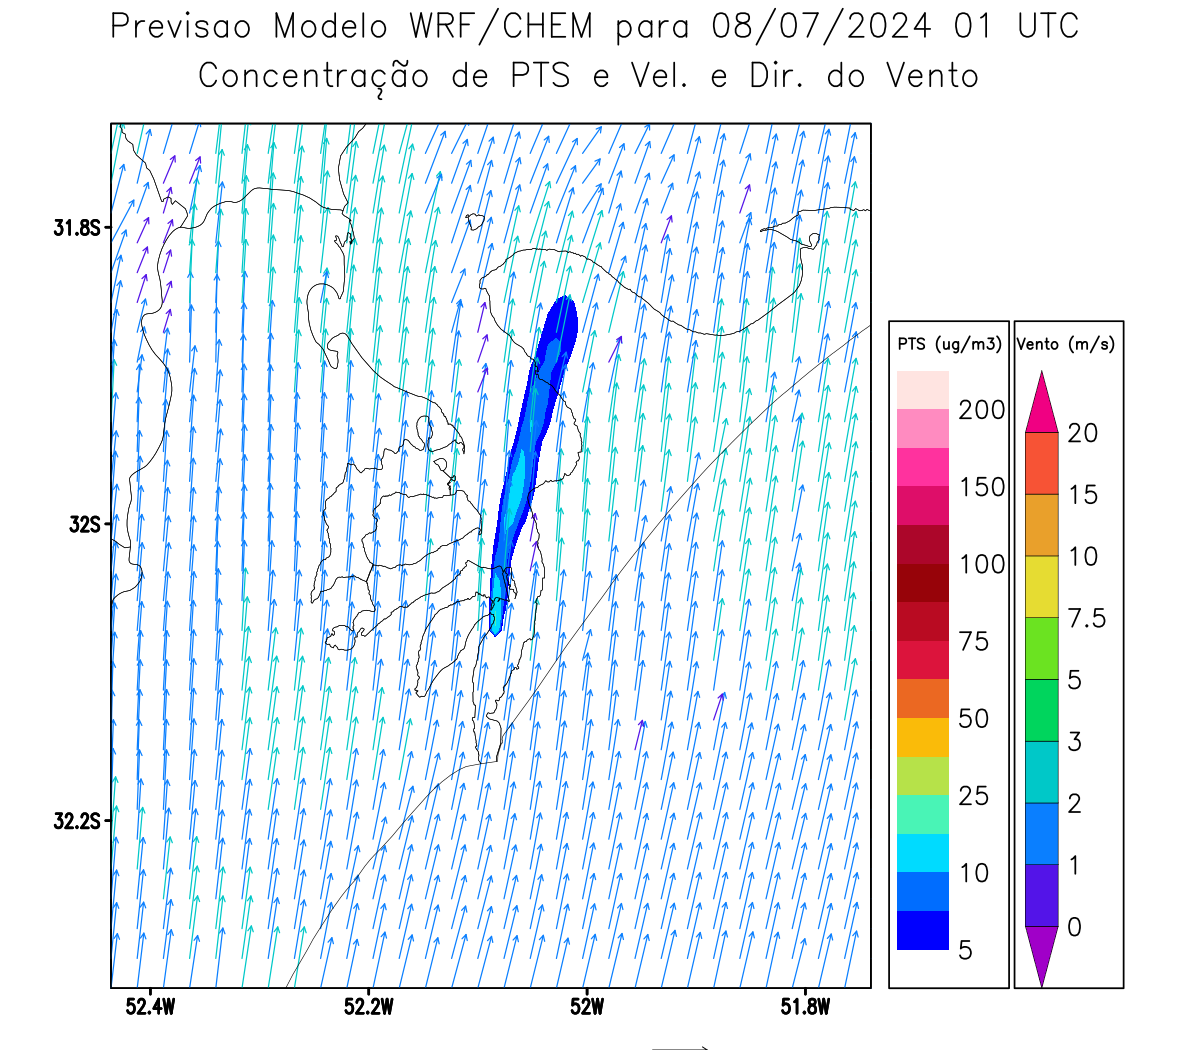 Previsao Modelo WRF/CHEM para 08/07/2024 01 UTC
Concentração de PTS e Vel. e Dir. do Vento
31.8S
32S
32.2S
52.4W
52.2W
52W
51.8W
PTS (ug/m3)
200
150
100
75
50
25
10
5
Vento (m/s)
20
15
10
7.5
5
3
2
1
0